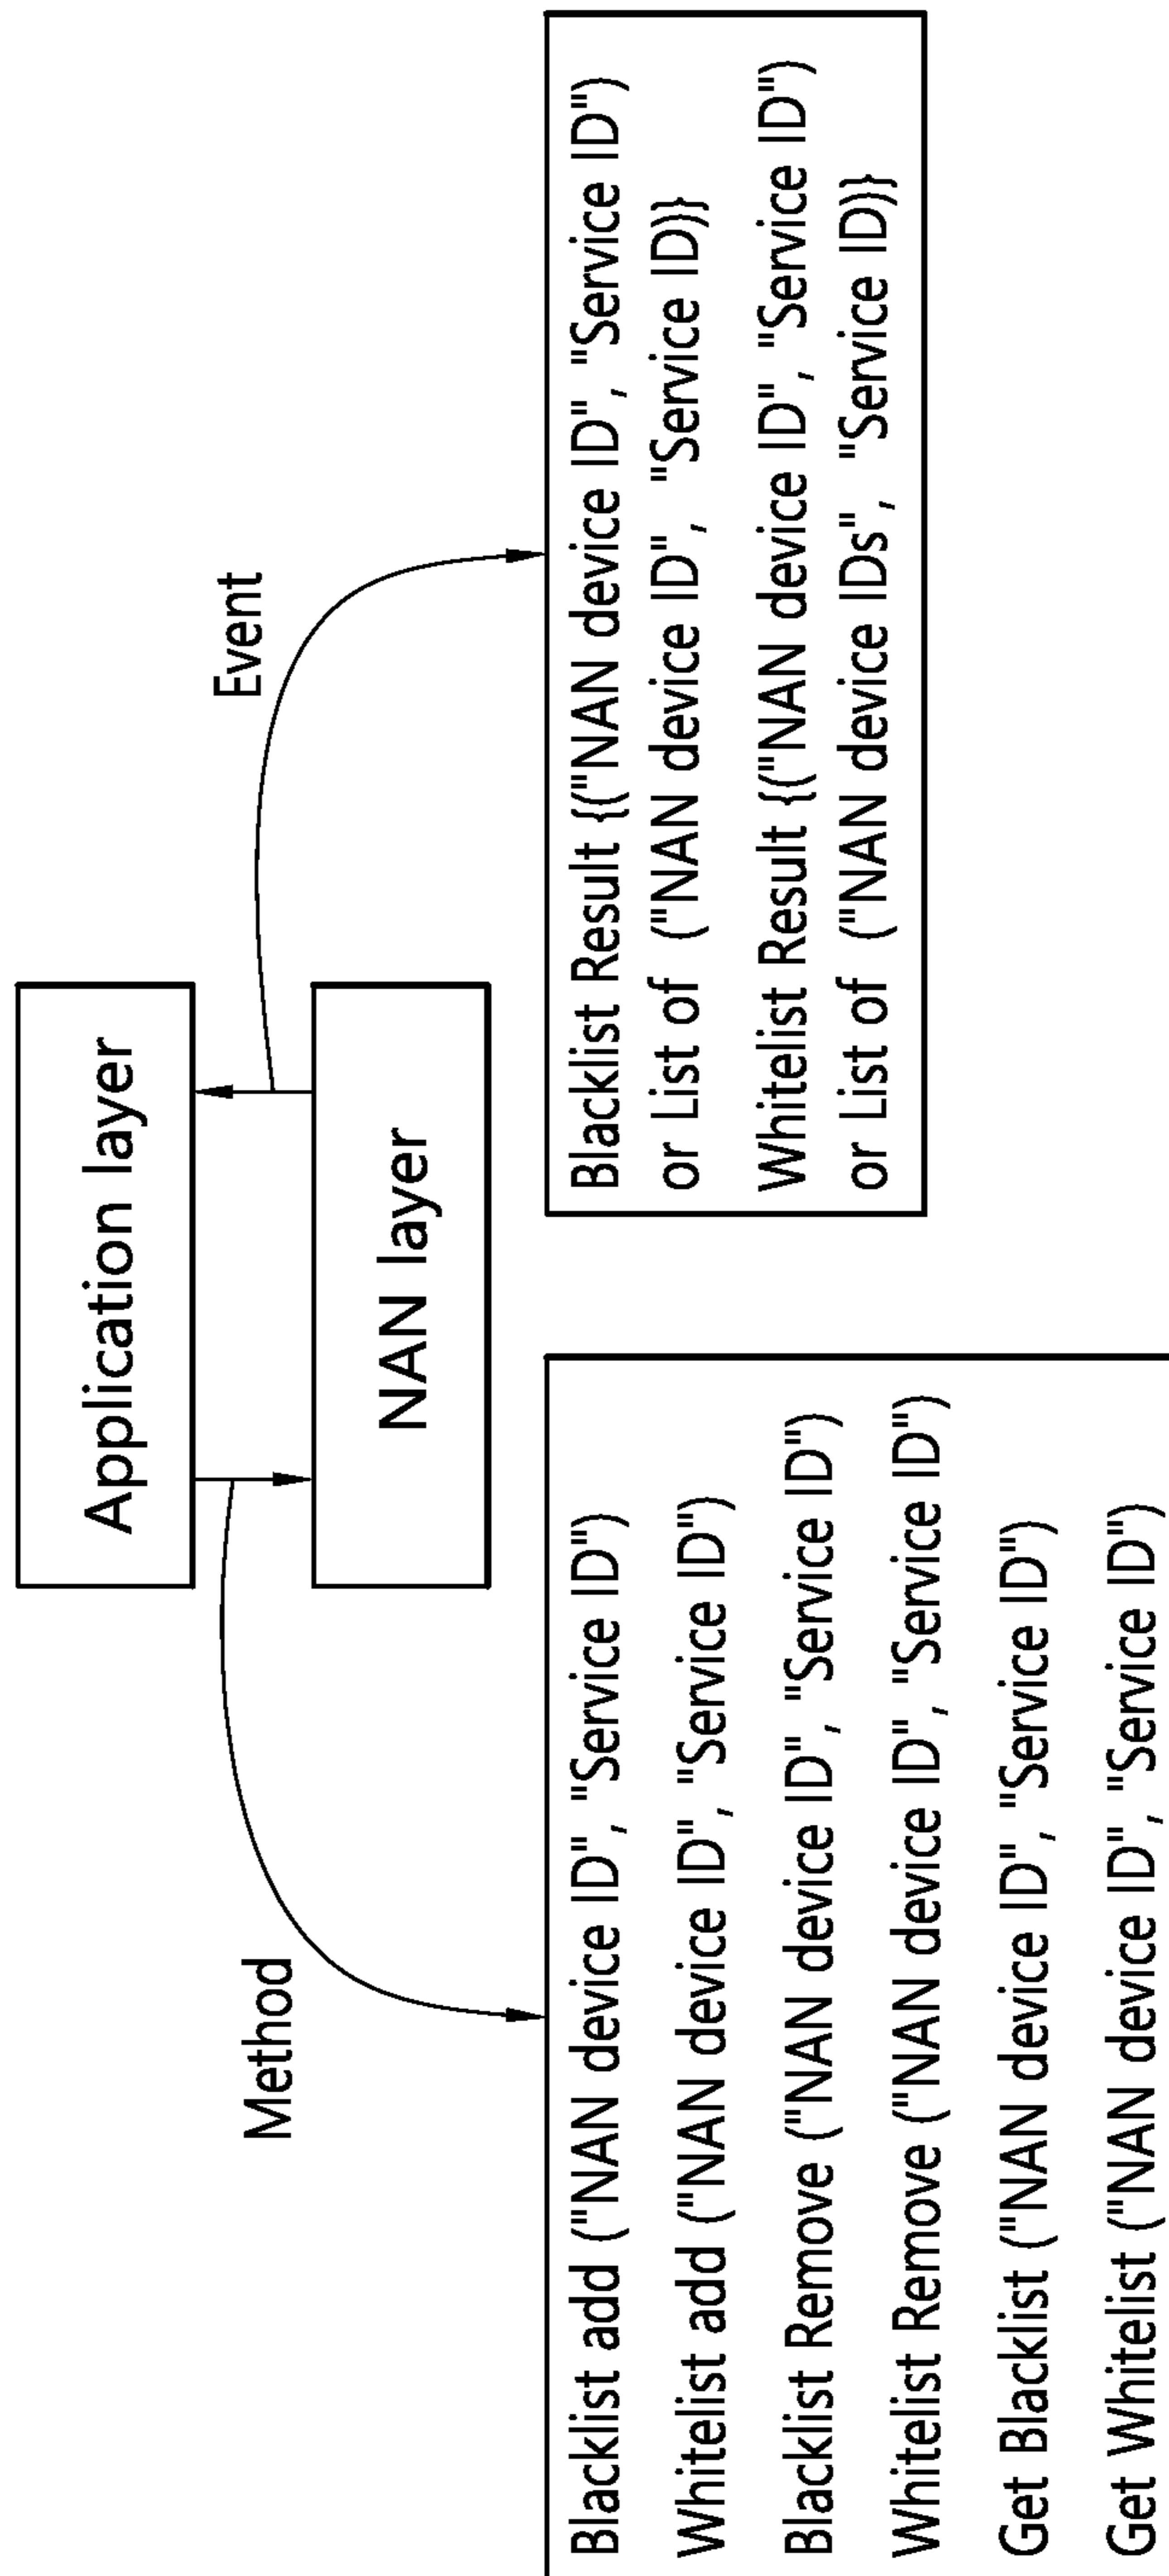 Application layer
NAN layer
Method
Event
Blacklist add ("NAN device ID", "Service ID")
Whitelist add ("NAN device ID", "Service ID")
Blacklist Remove ("NAN device ID", "Service ID")
Whitelist Remove ("NAN device ID", "Service ID")
Get Blacklist ("NAN device ID", "Service ID")
Get Whitelist ("NAN device ID", "Service ID")
Blacklist Result {("NAN device ID", "Service ID")
or List of ("NAN device ID", "Service ID)}
Whitelist Result {("NAN device ID", "Service ID")
or List of ("NAN device IDs", "Service ID)}